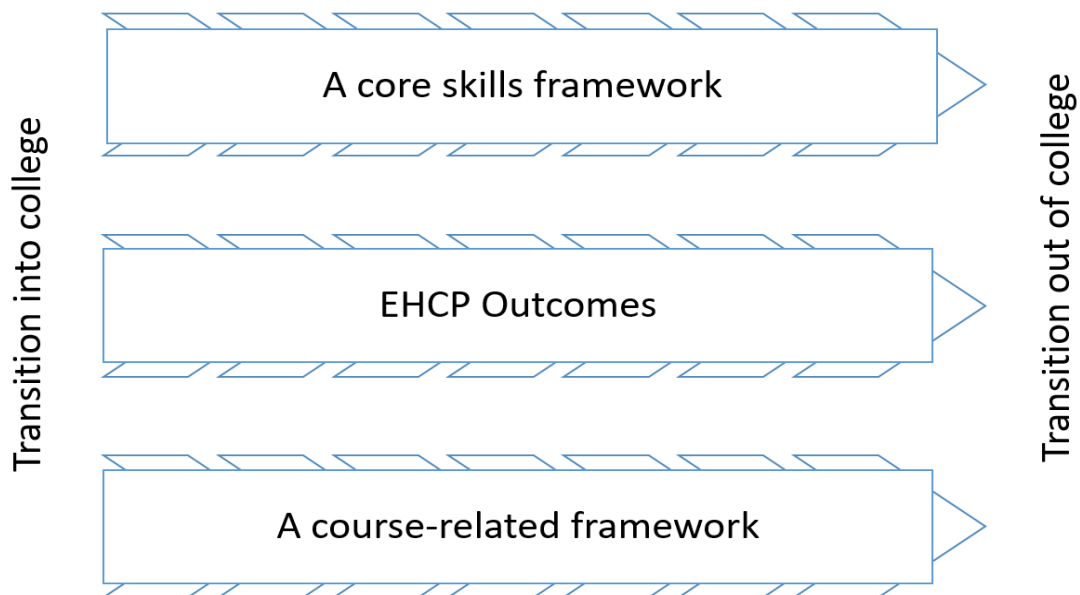 Transition into college
A core skills framework
EHCP Outcomes
A course-related framework
Transition out of college